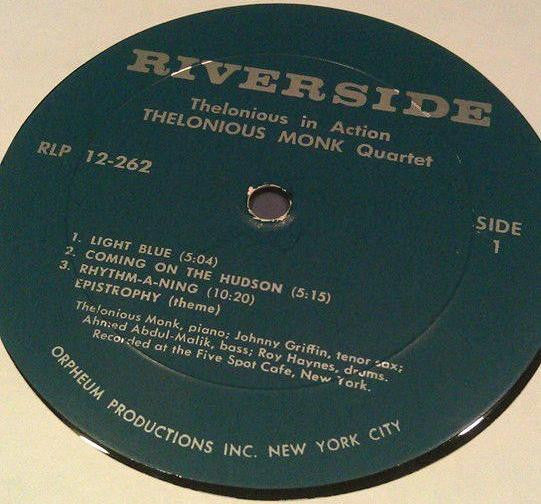 RIVERSIDE
Thelonious in Action
THELONIOUS MONK Quartet
RLP 12-262
SIDE
1
1. LIGHT BLUE (5:04)
2. COMING ON THE HUDSON (5:15)
3. RHYTHM-A-NING (10:20)
EPISTROPHY (theme)
Thelonious Monk, piano; Johnny Griffin, tenor sax;
Ahmed Abdul-Malik, bass; Roy Haynes, drums.
Recorded at the Five Spot Cafe, New York.
ORPHEUM PRODUCTIONS INC. NEW YORK CITY